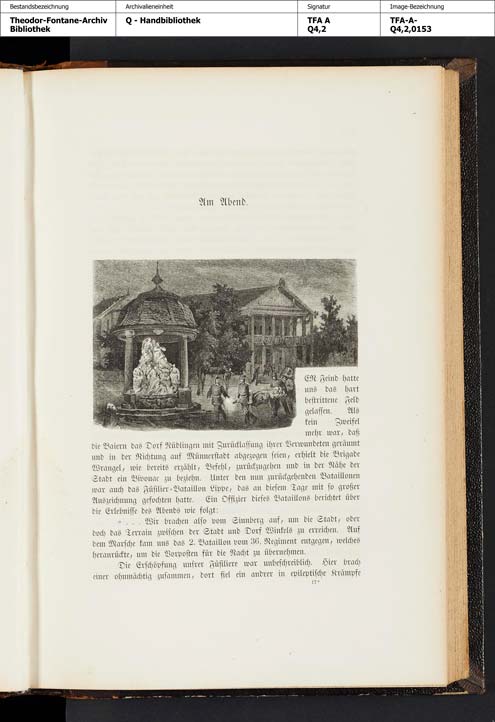 Bestandsbezeichnung
Theodor-Fontane-Archiv
Bibliothek
Archivalieneinheit
Q - Handbibliothek
Signatur
TFA A
Q4,2
Image-Bezeichnung
TFA-A-
Q4,2,0153
Am Abend.
ER Feind hatte
uns das hart
bestrittene Feld
gelassen. Als
kein Zweifel
mehr war, daß
die Baiern das Dorf Nüdlingen mit Zurücklassung ihrer Verwundeten geräumt
und in der Richtung auf Münnerstadt abgezogen seien, erhielt die Brigade
Wrangel, wie bereits erzählt, Befehl, zurückzugehen und in der Nähe der
Stadt ein Bivouac zu beziehn. Unter den nun zurückgehenden Bataillonen
war auch das Füsilier-Bataillon Lippe, das an diesem Tage mit so großer
Auszeichnung gefochten hatte. Ein Offizier dieses Bataillons berichtet über
die Erlebnisse des Abends wie folgt:
. . . Wir brachen also vom Sinnberg auf, um die Stadt, oder
doch das Terrain zwischen der Stadt und Dorf Winkels zu erreichen. Auf
dem Marsche kam uns das 2. Bataillon vom 36. Regiment entgegen, welches
heranrückte, um die Vorposten für die Nacht zu übernehmen.
Die Erschöpfung unsrer Füsiliere war unbeschreiblich. Hier brach
einer ohnmächtig zusammen, dort fiel ein andrer in epileptische Krämpfe
17*